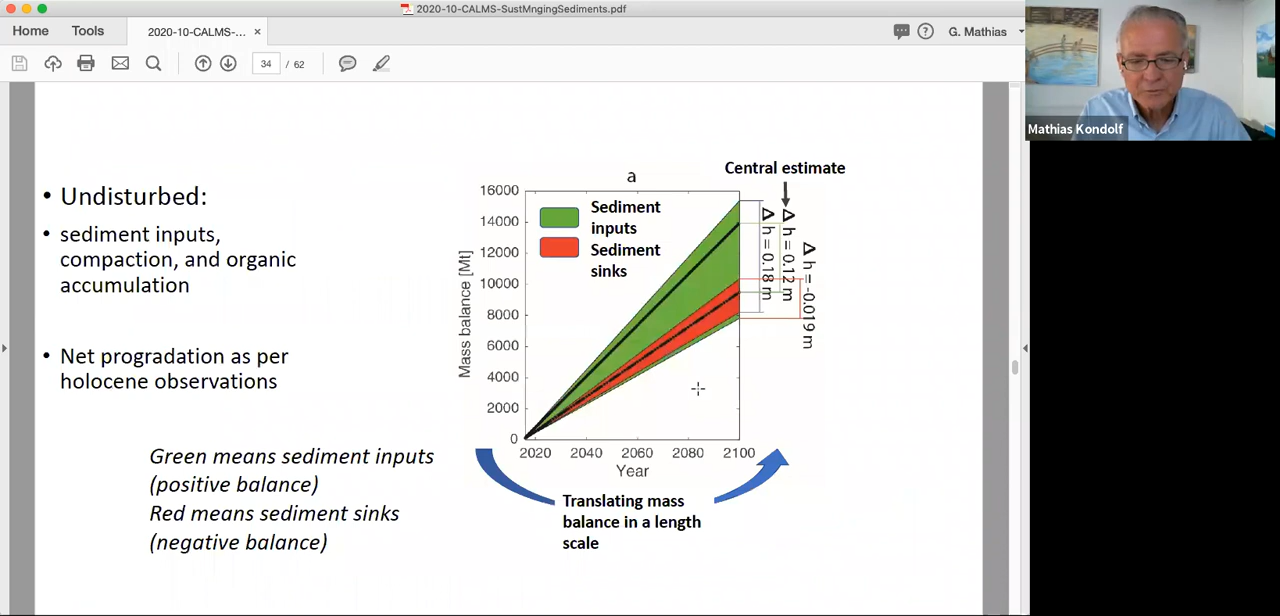 2020-10-CALMS-SustMngingSediments.pdf
Home
Tools
2020-10-CALMS-... ×
G. Mathias
34 / 62
Mathias Kondolf
• Undisturbed:
• sediment inputs,
compaction, and organic
accumulation
• Net progradation as per
holocene observations
Green means sediment inputs
(positive balance)
Red means sediment sinks
(negative balance)
Central estimate
a
Sediment
inputs
Sediment
sinks
Mass balance [Mt]
16000
14000
12000
10000
8000
6000
4000
2000
0
2020 2040 2060 2080 2100
Year
Δ h = 0.18 m
Δ h = 0.12 m
Δ h = -0.019 m
Translating mass
balance in a length
scale